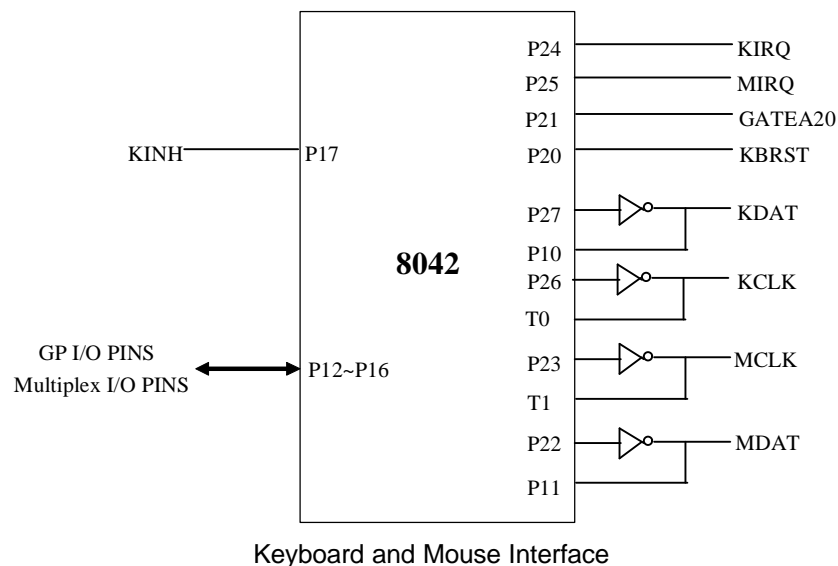 P24 KIRQ
P25 MIRQ
P21 GATEA20
KINH P17 P20 KBRST
P27 KDAT
P10
8042
P26 KCLK
T0
GP I/O PINS
Multiplex I/O PINS
P12~P16
P23 MCLK
T1
P22 MDAT
P11
Keyboard and Mouse Interface